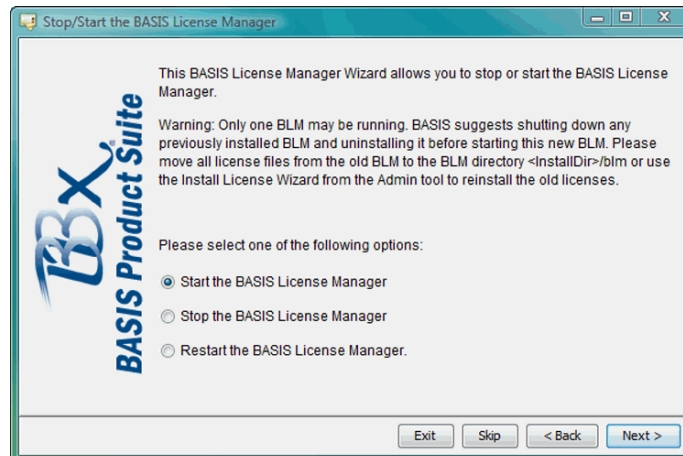 Stop/Start the BASIS License Manager
This BASIS License Manager Wizard allows you to stop or start the BASIS License
Manager.
Warning: Only one BLM may be running. BASIS suggests shutting down any
previously installed BLM and uninstalling it before starting this new BLM. Please
move all license files from the old BLM to the BLM directory <InstallDir>/blm or use
the Install License Wizard from the Admin tool to reinstall the old licenses.
BBx
BASIS Product Suite
Please select one of the following options:
Start the BASIS License Manager
Stop the BASIS License Manager
Restart the BASIS License Manager.
Exit
Skip
< Back
Next >